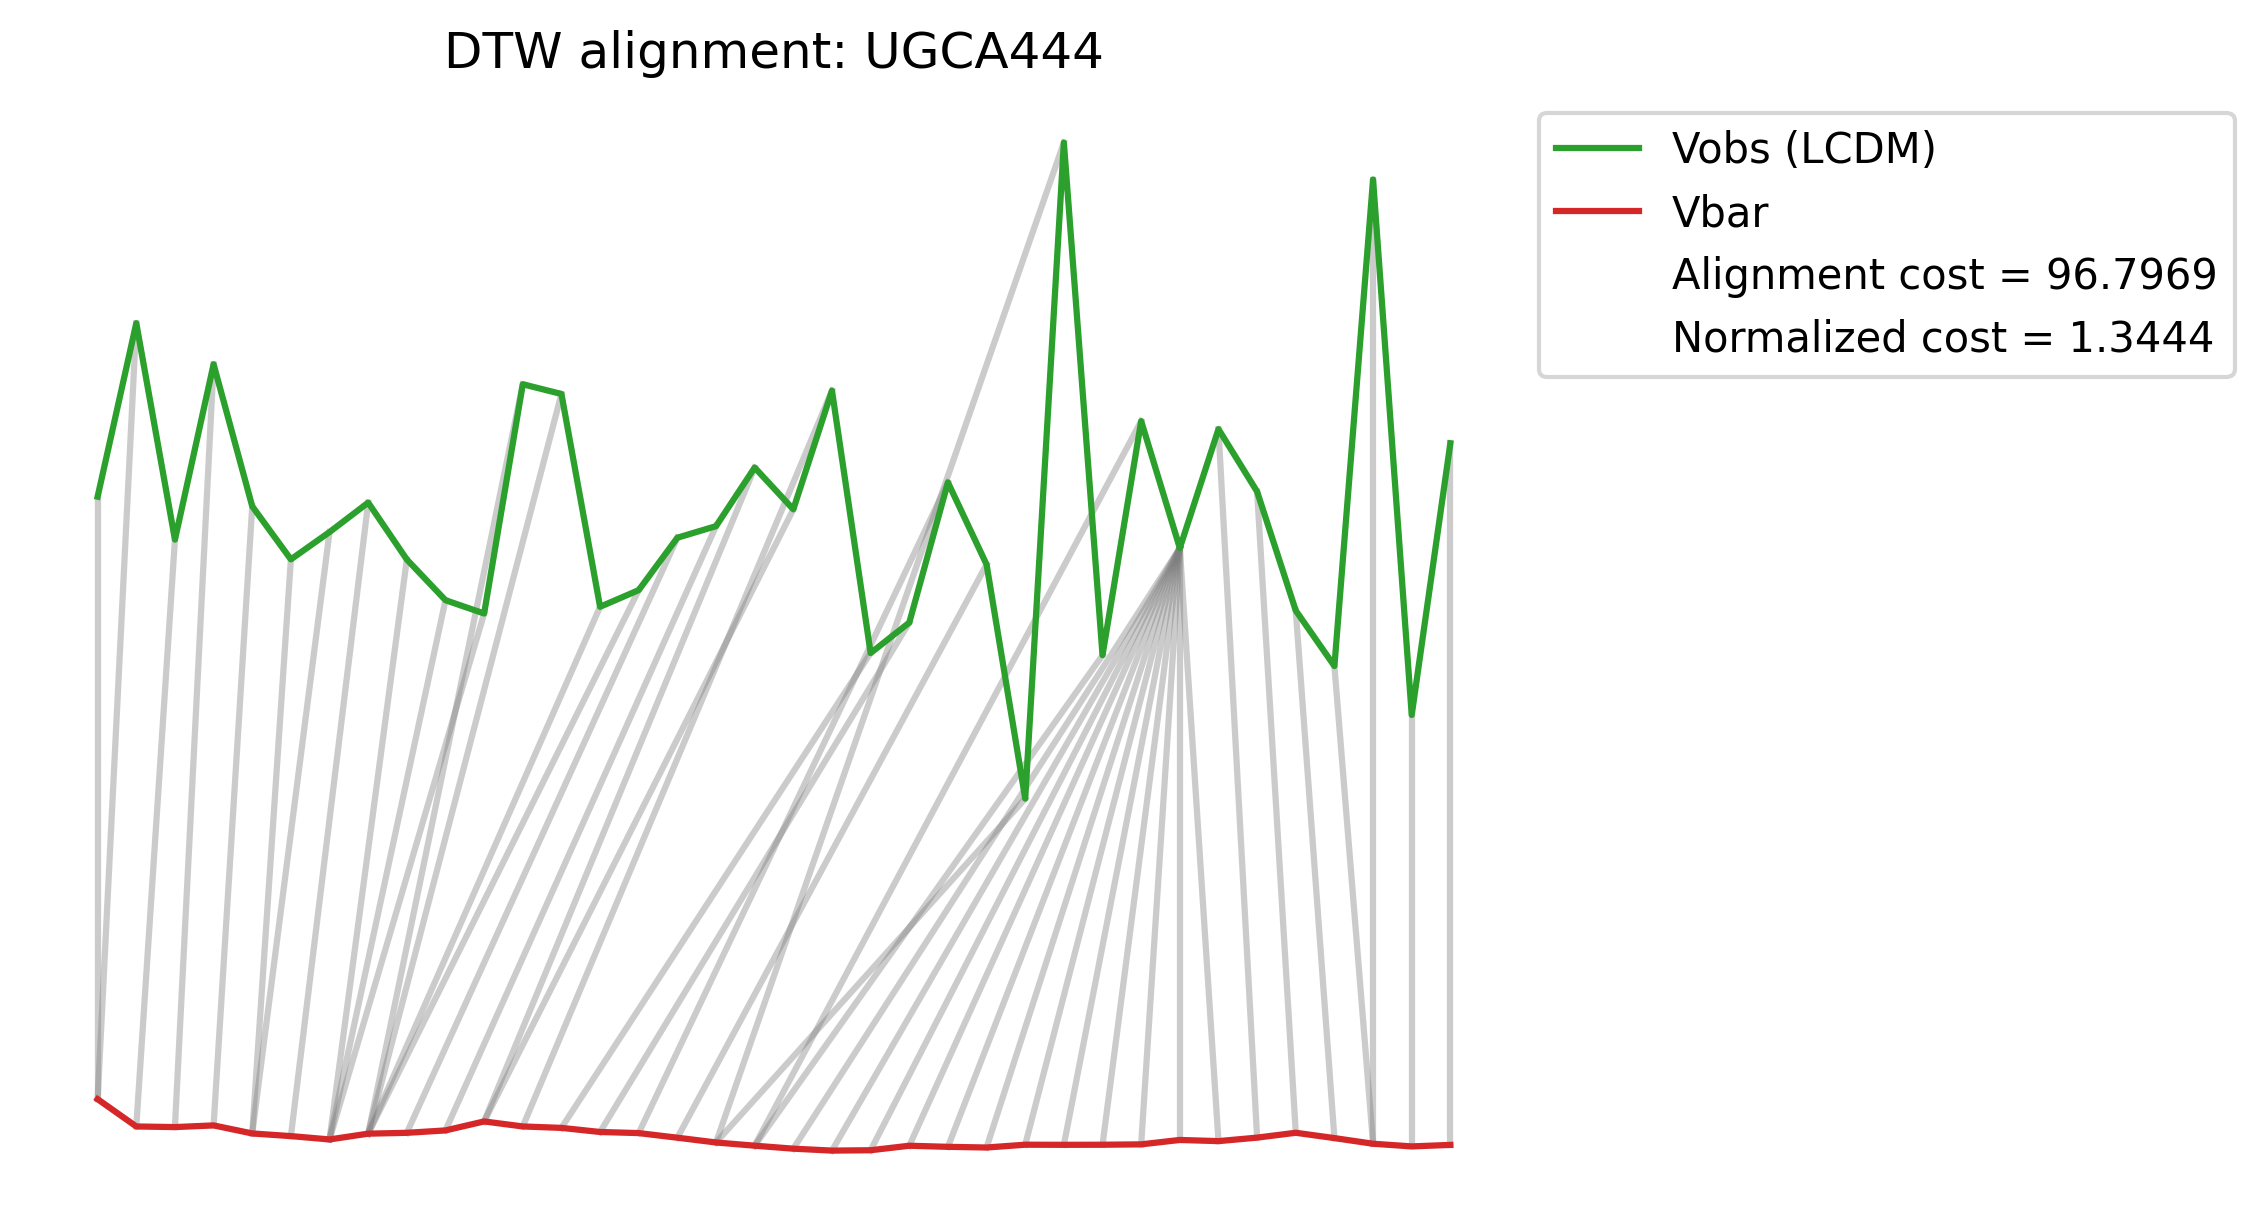 DTW alignment: UGCA444
Vobs (LCDM)
Vbar
Alignment cost = 96.7969
Normalized cost = 1.3444